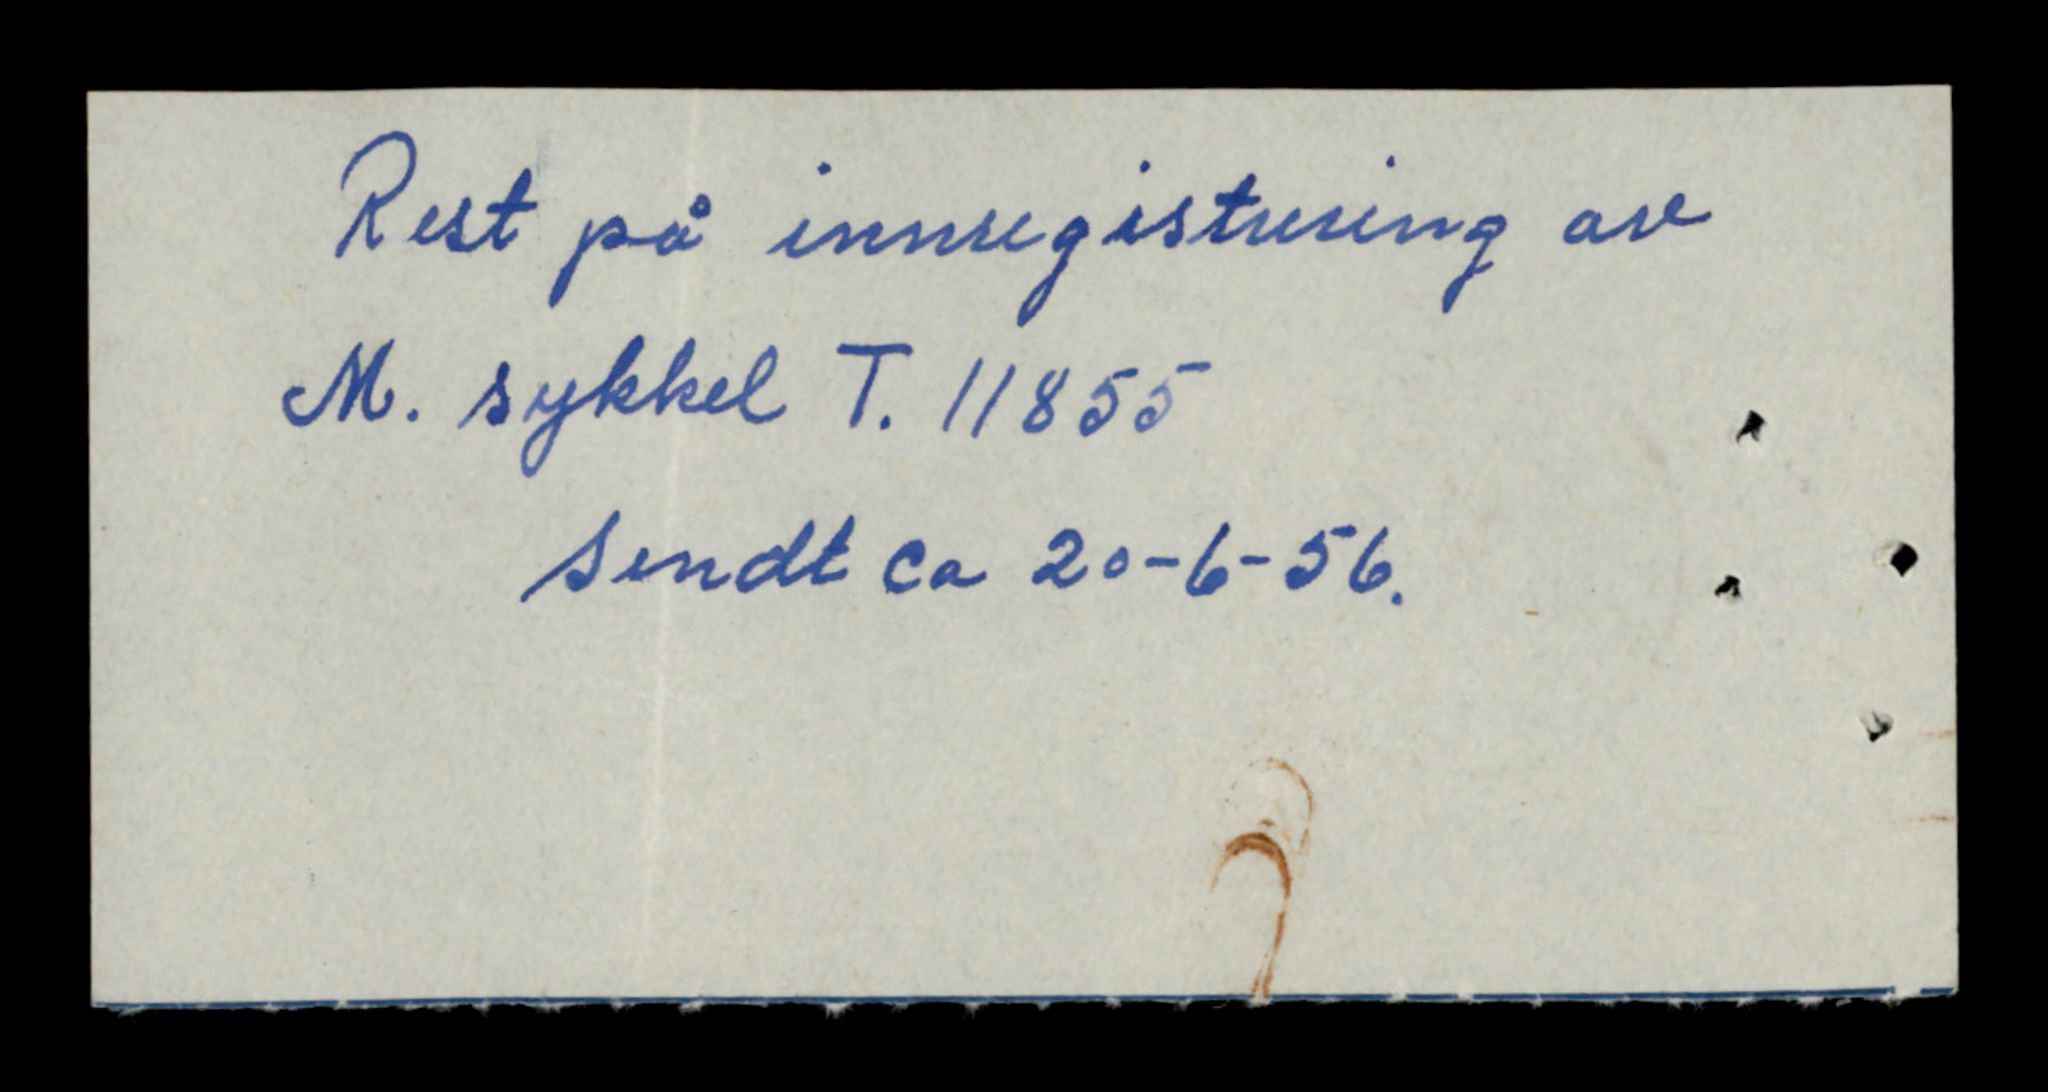 Rest på innregistrering av
M. sykkel T. 11855
Sendt ca 20-6-56.